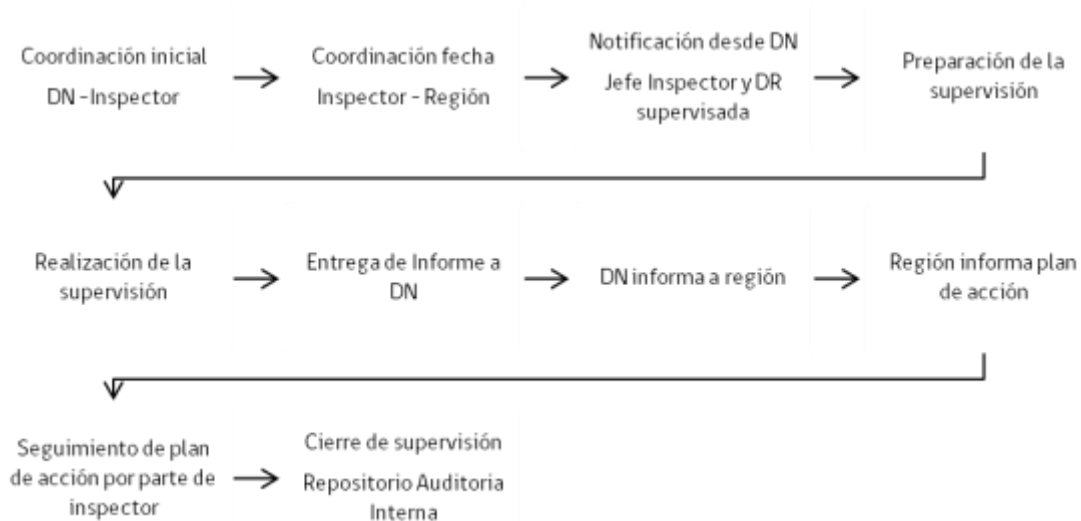 Coordinación inicial
DN - Inspector
Coordinación fecha
Inspector - Región
Notificación desde DN
Jefe Inspector y DR
supervisada
Preparación de la
supervisión
Realización de la
supervisión
Entrega de Informe a
DN
DN informa a región
Región informa plan
de acción
Seguimiento de plan
de acción por parte de
inspector
Cierre de supervisión
Repositorio Auditoria
Interna